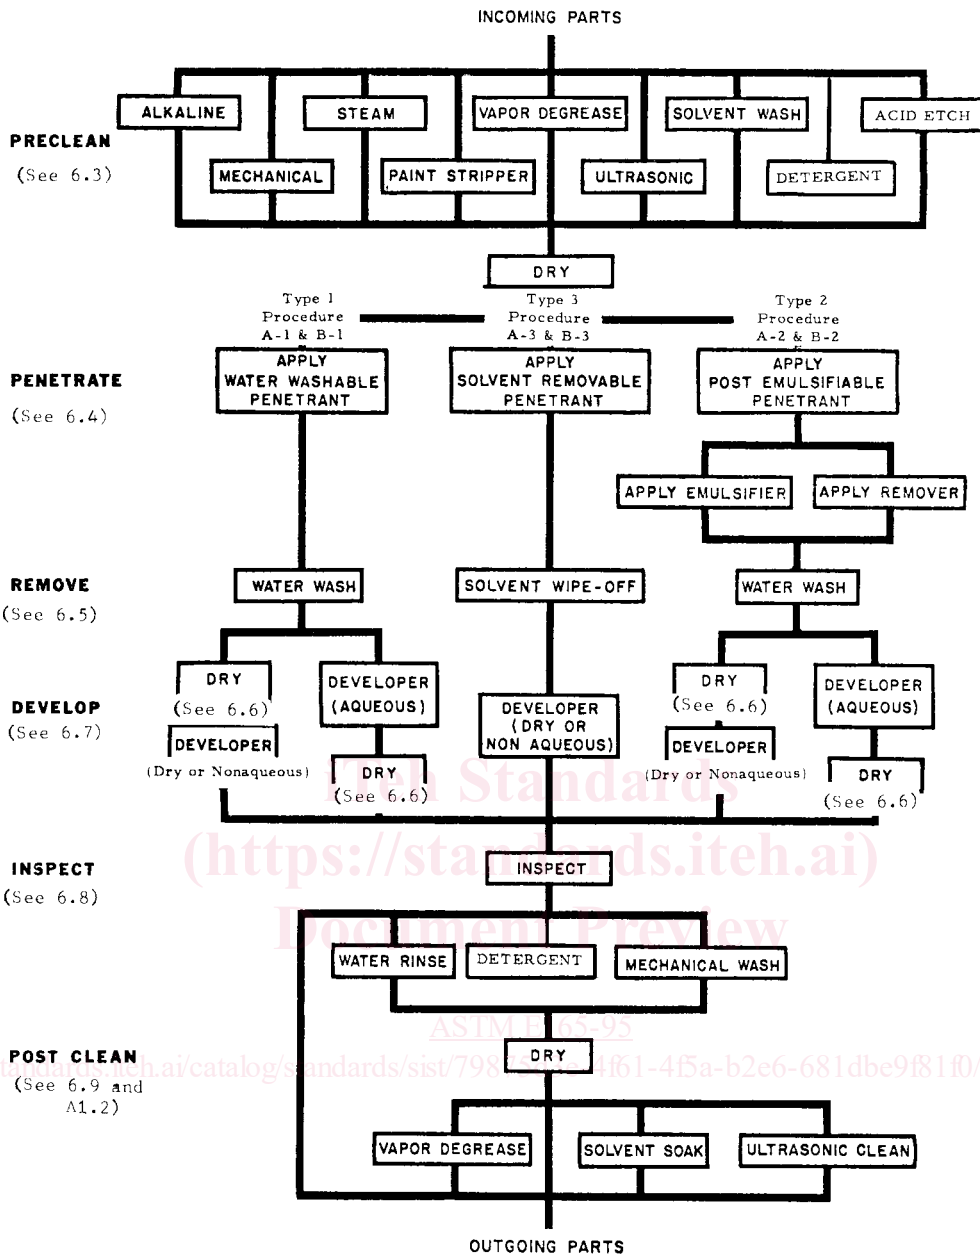 INCOMING PARTS
ALKALINE
STEAM
VAPOR DEGREASE
SOLVENT WASH
ACID ETCH
PRECLEAN
(See 6.3)
MECHANICAL
PAINT STRIPPER
ULTRASONIC
DETERGENT
DRY
Type 1
Procedure
A-1 & B-1
Type 3
Procedure
A-3 & B-3
Type 2
Procedure
A-2 & B-2
PENETRATE
(See 6.4)
APPLY
WATER WASHABLE
PENETRANT
APPLY
SOLVENT REMOVABLE
PENETRANT
APPLY
POST EMULSIFIABLE
PENETRANT
APPLY EMULSIFIER
APPLY REMOVER
REMOVE
(See 6.5)
WATER WASH
SOLVENT WIPE-OFF
WATER WASH
DEVELOP
(See 6.7)
DRY
(See 6.6)
DEVELOPER
(AQUEOUS)
DEVELOPER
(DRY OR
NON AQUEOUS)
DRY
(See 6.6)
DEVELOPER
(AQUEOUS)
DEVELOPER
(Dry or Nonaqueous)
DRY
(See 6.6)
DEVELOPER
(Dry or Nonaqueous)
DRY
(See 6.6)
iTeh Standards
(https://standards.iteh.ai)
Document Preview
INSPECT
(See 6.8)
INSPECT
WATER RINSE
DETERGENT
MECHANICAL WASH
ASTM E165-95
POST CLEAN
(See 6.9 and
A1.2)
DRY
VAPOR DEGREASE
SOLVENT SOAK
ULTRASONIC CLEAN
OUTGOING PARTS